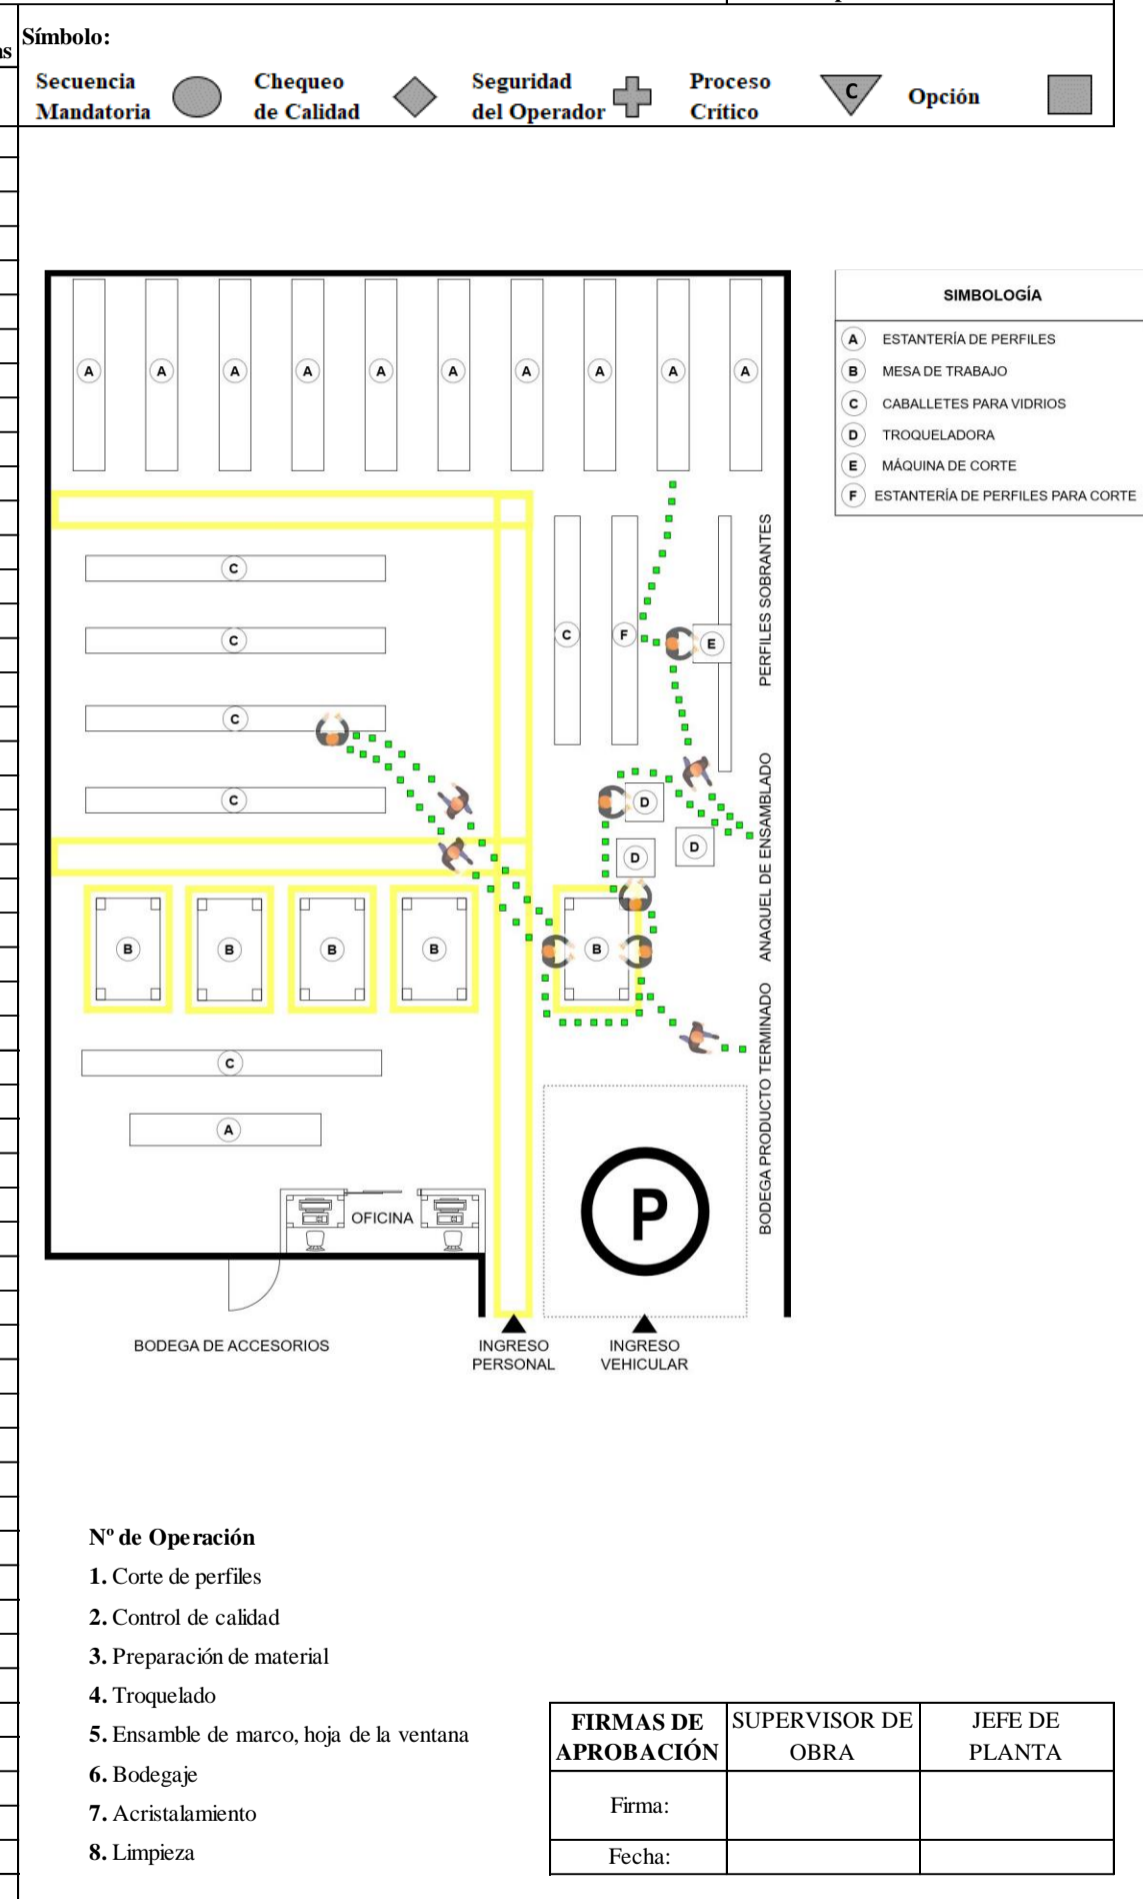 Símbolo:
Secuencia Mandatoria
Chequeo de Calidad
Seguridad del Operador
Proceso Crítico
C
Opción
A A A A A A A A A A
SIMBOLOGÍA
A ESTANTERÍA DE PERFILES
B MESA DE TRABAJO
C CABALLETES PARA VIDRIOS
D TROQUELADORA
E MÁQUINA DE CORTE
F ESTANTERÍA DE PERFILES PARA CORTE
C
C
C
C
C
F
E
D
D
D
PERFILES SOBRANTES
ANAQUEL DE ENSAMBLADO
BODEGA PRODUCTO TERMINADO
B B B B B
C
A
OFICINA
P
BODEGA DE ACCESORIOS
INGRESO
PERSONAL
INGRESO
VEHICULAR
Nº de Operación
1. Corte de perfiles
2. Control de calidad
3. Preparación de material
4. Troquelado
5. Ensamble de marco, hoja de la ventana
6. Bodegaje
7. Acristalamiento
8. Limpieza
FIRMAS DE APROBACIÓN
SUPERVISOR DE OBRA
JEFE DE PLANTA
Firma:
Fecha: